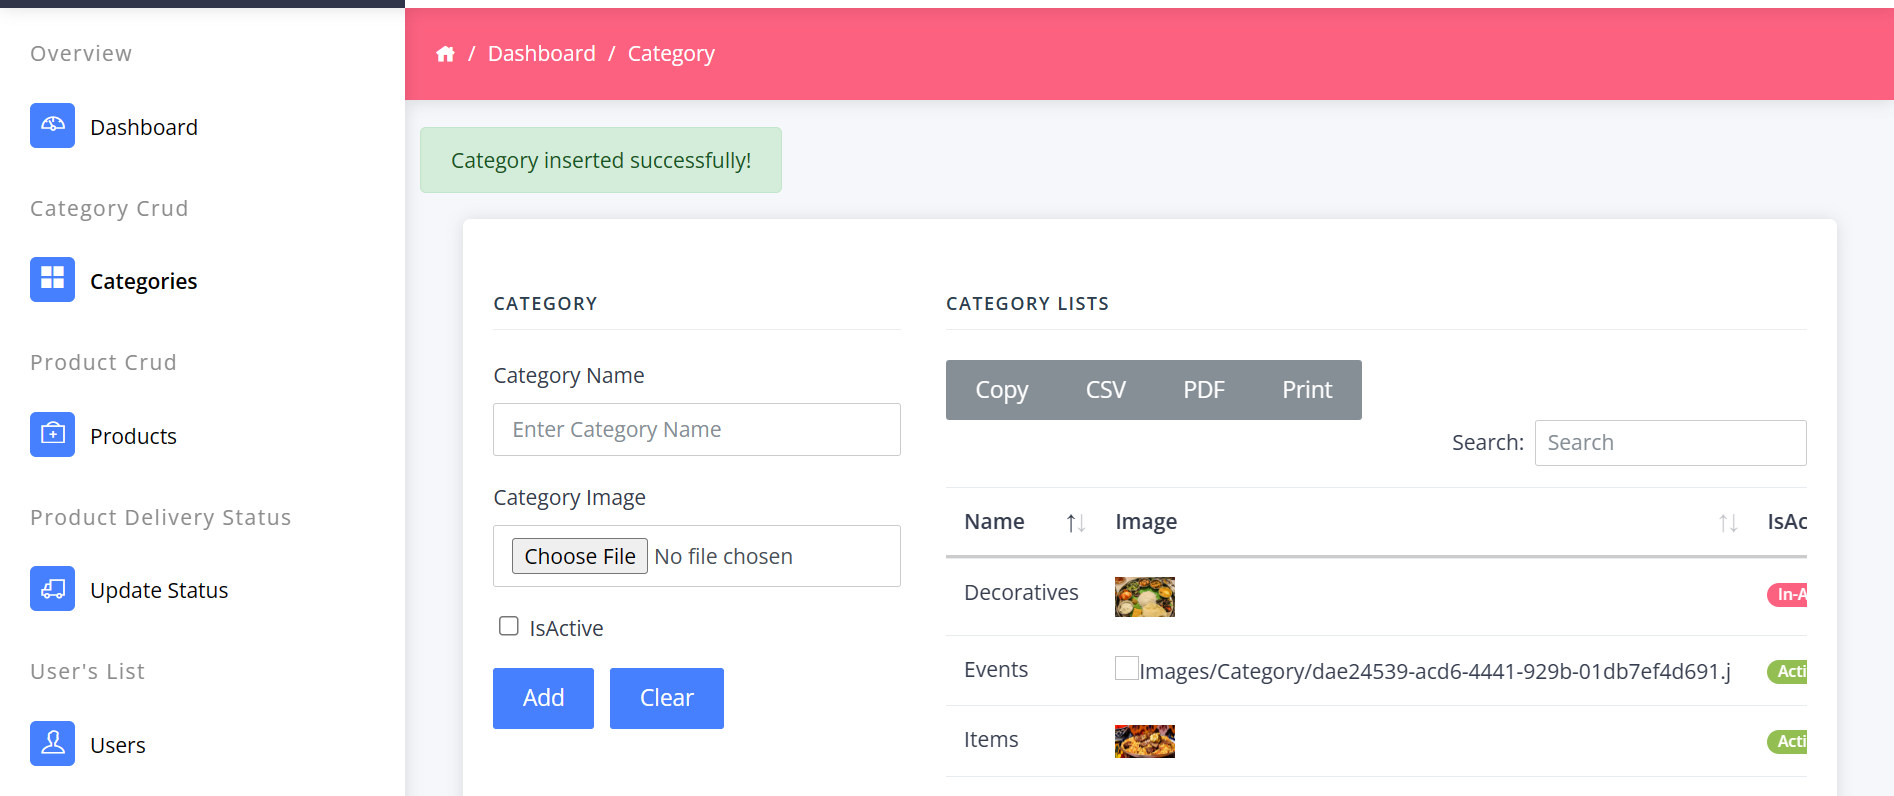 Overview
Dashboard
Category Crud
Categories
Product Crud
Products
Product Delivery Status
Update Status
User's List
Users
/ Dashboard / Category
Category inserted successfully!
CATEGORY
Category Name
Enter Category Name
Category Image
Choose File No file chosen
IsActive
Add Clear
CATEGORY LISTS
Copy CSV PDF Print
Search: Search
Name Image IsAc
Decoratives In-A
Events Images/Category/dae24539-acd6-4441-929b-01db7ef4d691.j Acti
Items Acti